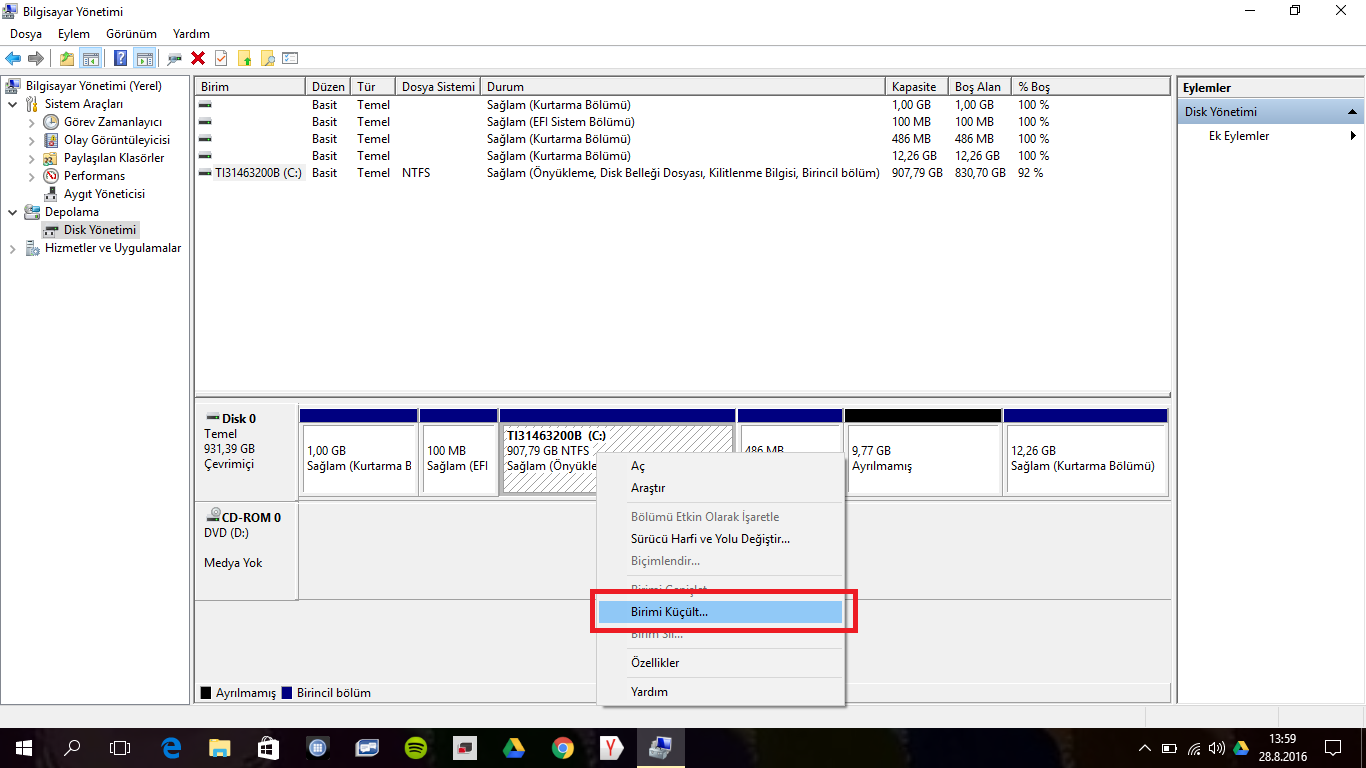 Bilgisayar Yönetimi
Dosya Eylem Görünüm Yardım
Bilgisayar Yönetimi (Yerel)
Sistem Araçları
Görev Zamanlayıcı
Olay Görüntüleyicisi
Paylaşılan Klasörler
Performans
Aygıt Yöneticisi
Depolama
Disk Yönetimi
Hizmetler ve Uygulamalar
Birim Düzen Tür Dosya Sistemi Durum Kapasite Boş Alan % Boş
Basit Temel Sağlam (Kurtarma Bölümü) 1,00 GB 1,00 GB 100 %
Basit Temel Sağlam (EFI Sistem Bölümü) 100 MB 100 MB 100 %
Basit Temel Sağlam (Kurtarma Bölümü) 486 MB 486 MB 100 %
Basit Temel Sağlam (Kurtarma Bölümü) 12,26 GB 12,26 GB 100 %
TI31463200B (C:) Basit Temel NTFS Sağlam (Önyükleme, Disk Belleği Dosyası, Kilitlenme Bilgisi, Birincil bölüm) 907,79 GB 830,70 GB 92 %
Eylemler
Disk Yönetimi
Ek Eylemler
Disk 0
Temel
931,39 GB
Çevrimiçi
1,00 GB
Sağlam (Kurtarma B
100 MB
Sağlam (EFI
TI31463200B (C:)
907,79 GB NTFS
Sağlam (Önyükle
486 MB
9,77 GB
Ayrılmamış
12,26 GB
Sağlam (Kurtarma Bölümü)
CD-ROM 0
DVD (D:)
Medya Yok
Aç
Araştır
Bölümü Etkin Olarak İşaretle
Sürücü Harfi ve Yolu Değiştir...
Biçimlendir...
Birimi Genişlet...
Birimi Küçült...
Birim Sil...
Özellikler
Yardım
Ayrılmamış Birincil bölüm
13:59
28.8.2016